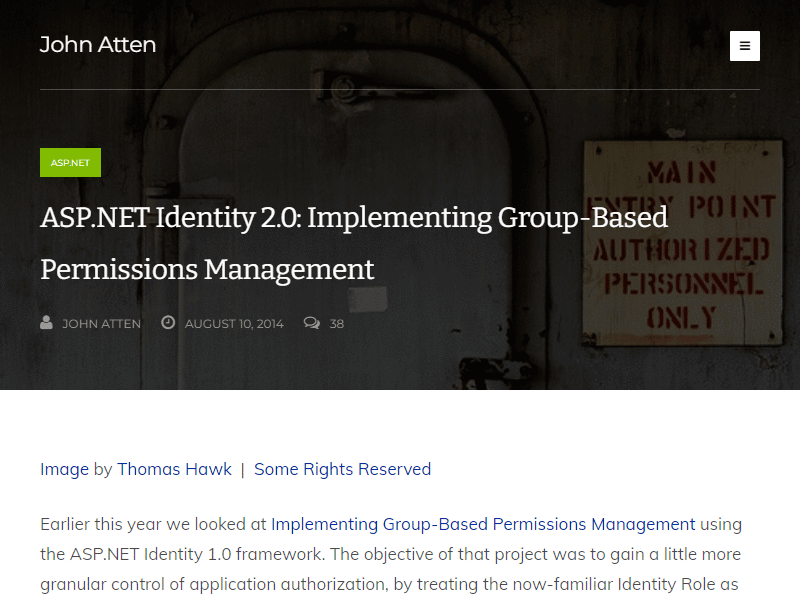 John Atten
ASP.NET
MAIN
ENTRY POINT
AUTHORIZED
PERSONNEL
ONLY
ASP.NET Identity 2.0: Implementing Group-Based
Permissions Management
JOHN ATTEN AUGUST 10, 2014 38
Image by Thomas Hawk | Some Rights Reserved
Earlier this year we looked at Implementing Group-Based Permissions Management using
the ASP.NET Identity 1.0 framework. The objective of that project was to gain a little more
granular control of application authorization, by treating the now-familiar Identity Role as